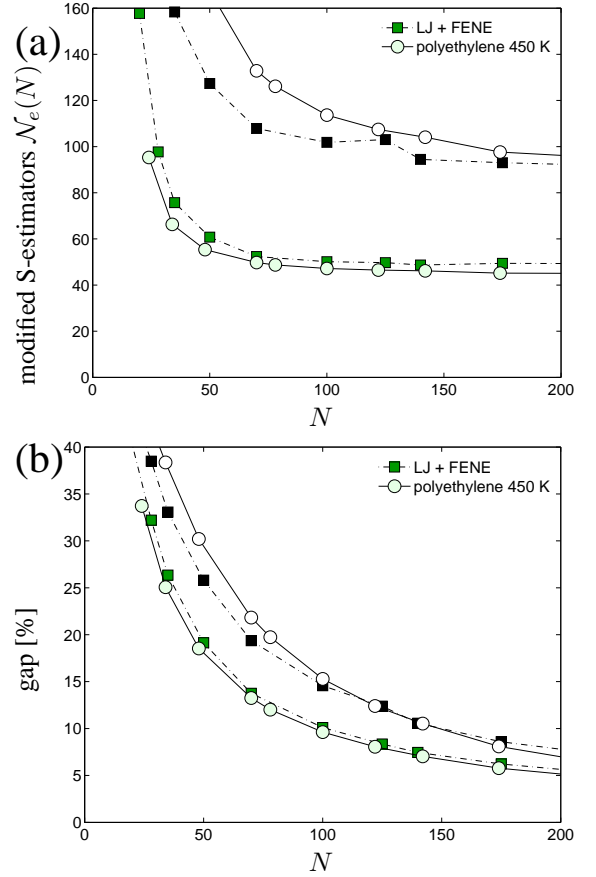 (a)
160
140
120
100
80
60
40
20
0
modified S-estimators 𝒩e(N)
LJ + FENE
polyethylene 450 K
0 50 100 150 200
N
(b)
40
35
30
25
20
15
10
5
0
gap [%]
LJ + FENE
polyethylene 450 K
0 50 100 150 200
N